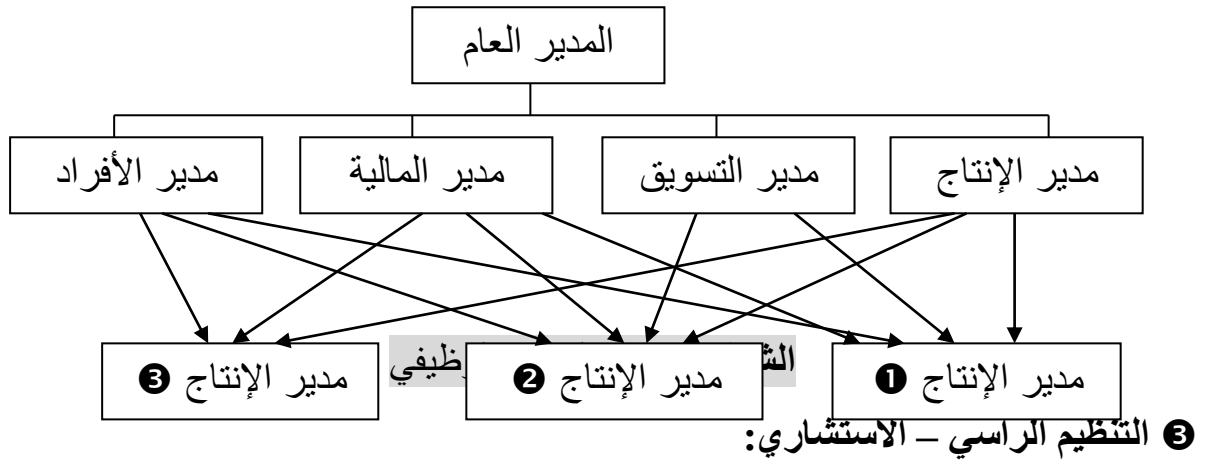 المدير العام
مدير الإنتاج
مدير التسويق
مدير المالية
مدير الأفراد
مدير الإنتاج ❶
مدير الإنتاج ❷
مدير الإنتاج ❸
❸ التنظيم الراسي – الاستشاري: